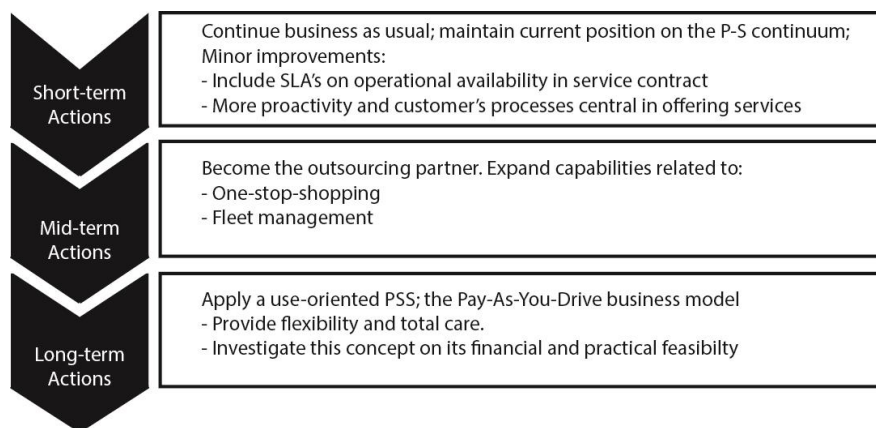 Short-term
Actions
Continue business as usual; maintain current position on the P-S continuum;
Minor improvements:
- Include SLA's on operational availability in service contract
- More proactivity and customer's processes central in offering services
Mid-term
Actions
Become the outsourcing partner. Expand capabilities related to:
- One-stop-shopping
- Fleet management
Long-term
Actions
Apply a use-oriented PSS; the Pay-As-You-Drive business model
- Provide flexibility and total care.
- Investigate this concept on its financial and practical feasibilty